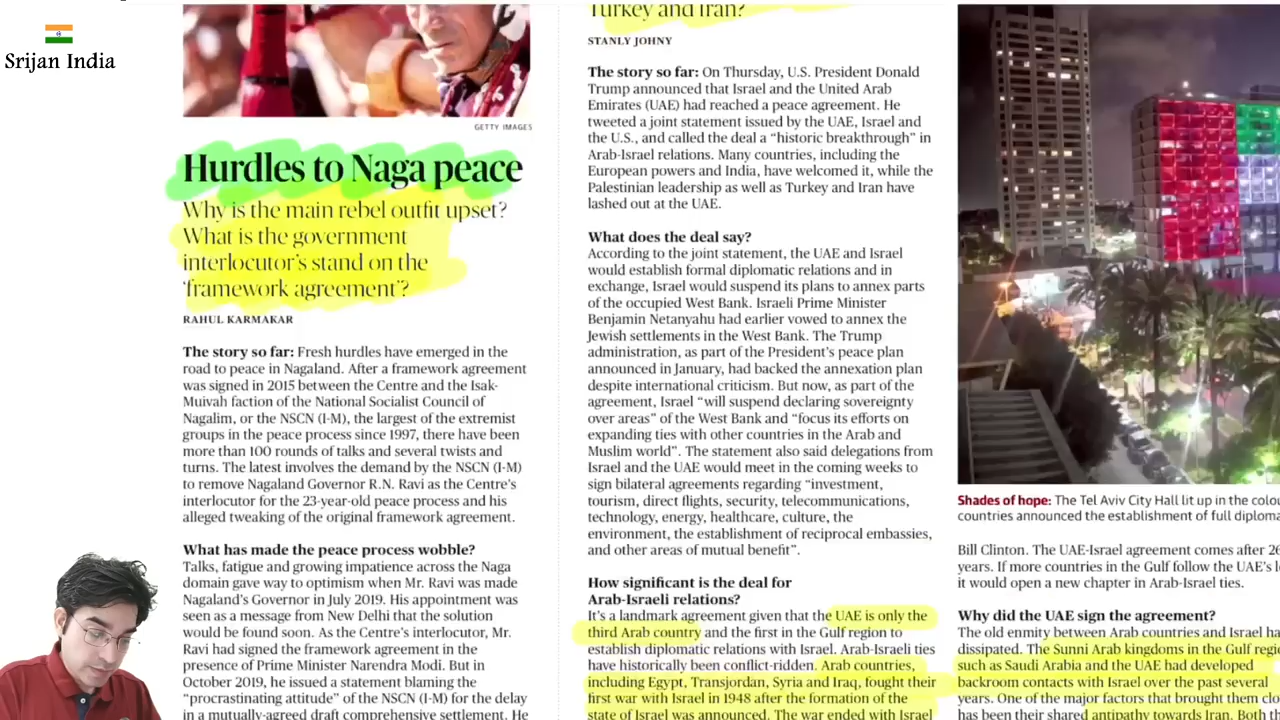 Srijan India
GETTY IMAGES
Hurdles to Naga peace
Why is the main rebel outfit upset?
What is the government
interlocutor's stand on the
'framework agreement'?
RAHUL KARMAKAR
The story so far: Fresh hurdles have emerged in the
road to peace in Nagaland. After a framework agreement
was signed in 2015 between the Centre and the Isak-
Muivah faction of the National Socialist Council of
Nagalim, or the NSCN (I-M), the largest of the extremist
groups in the peace process since 1997, there have been
more than 100 rounds of talks and several twists and
turns. The latest involves the demand by the NSCN (I-M)
to remove Nagaland Governor R.N. Ravi as the Centre's
interlocutor for the 23-year-old peace process and his
alleged tweaking of the original framework agreement.
What has made the peace process wobble?
Talks, fatigue and growing impatience across the Naga
domain gave way to optimism when Mr. Ravi was made
Nagaland's Governor in July 2019. His appointment was
seen as a message from New Delhi that the solution
would be found soon. As the Centre's interlocutor, Mr.
Ravi had signed the framework agreement in the
presence of Prime Minister Narendra Modi. But in
October 2019, he issued a statement blaming the
"procrastinating attitude" of the NSCN (I-M) for the delay
in a mutually-agreed draft comprehensive settlement. He
Turkey and Iran?
STANLY JOHNY
The story so far: On Thursday, U.S. President Donald
Trump announced that Israel and the United Arab
Emirates (UAE) had reached a peace agreement. He
tweeted a joint statement issued by the UAE, Israel and
the U.S., and called the deal a "historic breakthrough" in
Arab-Israel relations. Many countries, including the
European powers and India, have welcomed it, while the
Palestinian leadership as well as Turkey and Iran have
lashed out at the UAE.
What does the deal say?
According to the joint statement, the UAE and Israel
would establish formal diplomatic relations and in
exchange, Israel would suspend its plans to annex parts
of the occupied West Bank. Israeli Prime Minister
Benjamin Netanyahu had earlier vowed to annex the
Jewish settlements in the West Bank. The Trump
administration, as part of the President's peace plan
announced in January, had backed the annexation plan
despite international criticism. But now, as part of the
agreement, Israel "will suspend declaring sovereignty
over areas" of the West Bank and "focus its efforts on
expanding ties with other countries in the Arab and
Muslim world". The statement also said delegations from
Israel and the UAE would meet in the coming weeks to
sign bilateral agreements regarding "investment,
tourism, direct flights, security, telecommunications,
technology, energy, healthcare, culture, the
environment, the establishment of reciprocal embassies,
and other areas of mutual benefit".
How significant is the deal for
Arab-Israeli relations?
It's a landmark agreement given that the UAE is only the
third Arab country and the first in the Gulf region to
establish diplomatic relations with Israel. Arab-Israeli ties
have historically been conflict-ridden. Arab countries,
including Egypt, Transjordan, Syria and Iraq, fought their
first war with Israel in 1948 after the formation of the
state of Israel was announced. The war ended with Israel
Shades of hope: The Tel Aviv City Hall lit up in the
countries announced the establishment of full
Bill Clinton. The UAE-Israel agreement comes after
years. If more countries in the Gulf follow the UAE's
it would open a new chapter in Arab-Israel ties.
Why did the UAE sign the agreement?
The old enmity between Arab countries and Israel
dissipated. The Sunni Arab kingdoms in the Gulf
such as Saudi Arabia and the UAE had developed
backroom contacts with Israel over the past several
years. One of the major factors that brought them
has been their shared antipathy towards Iran. Both